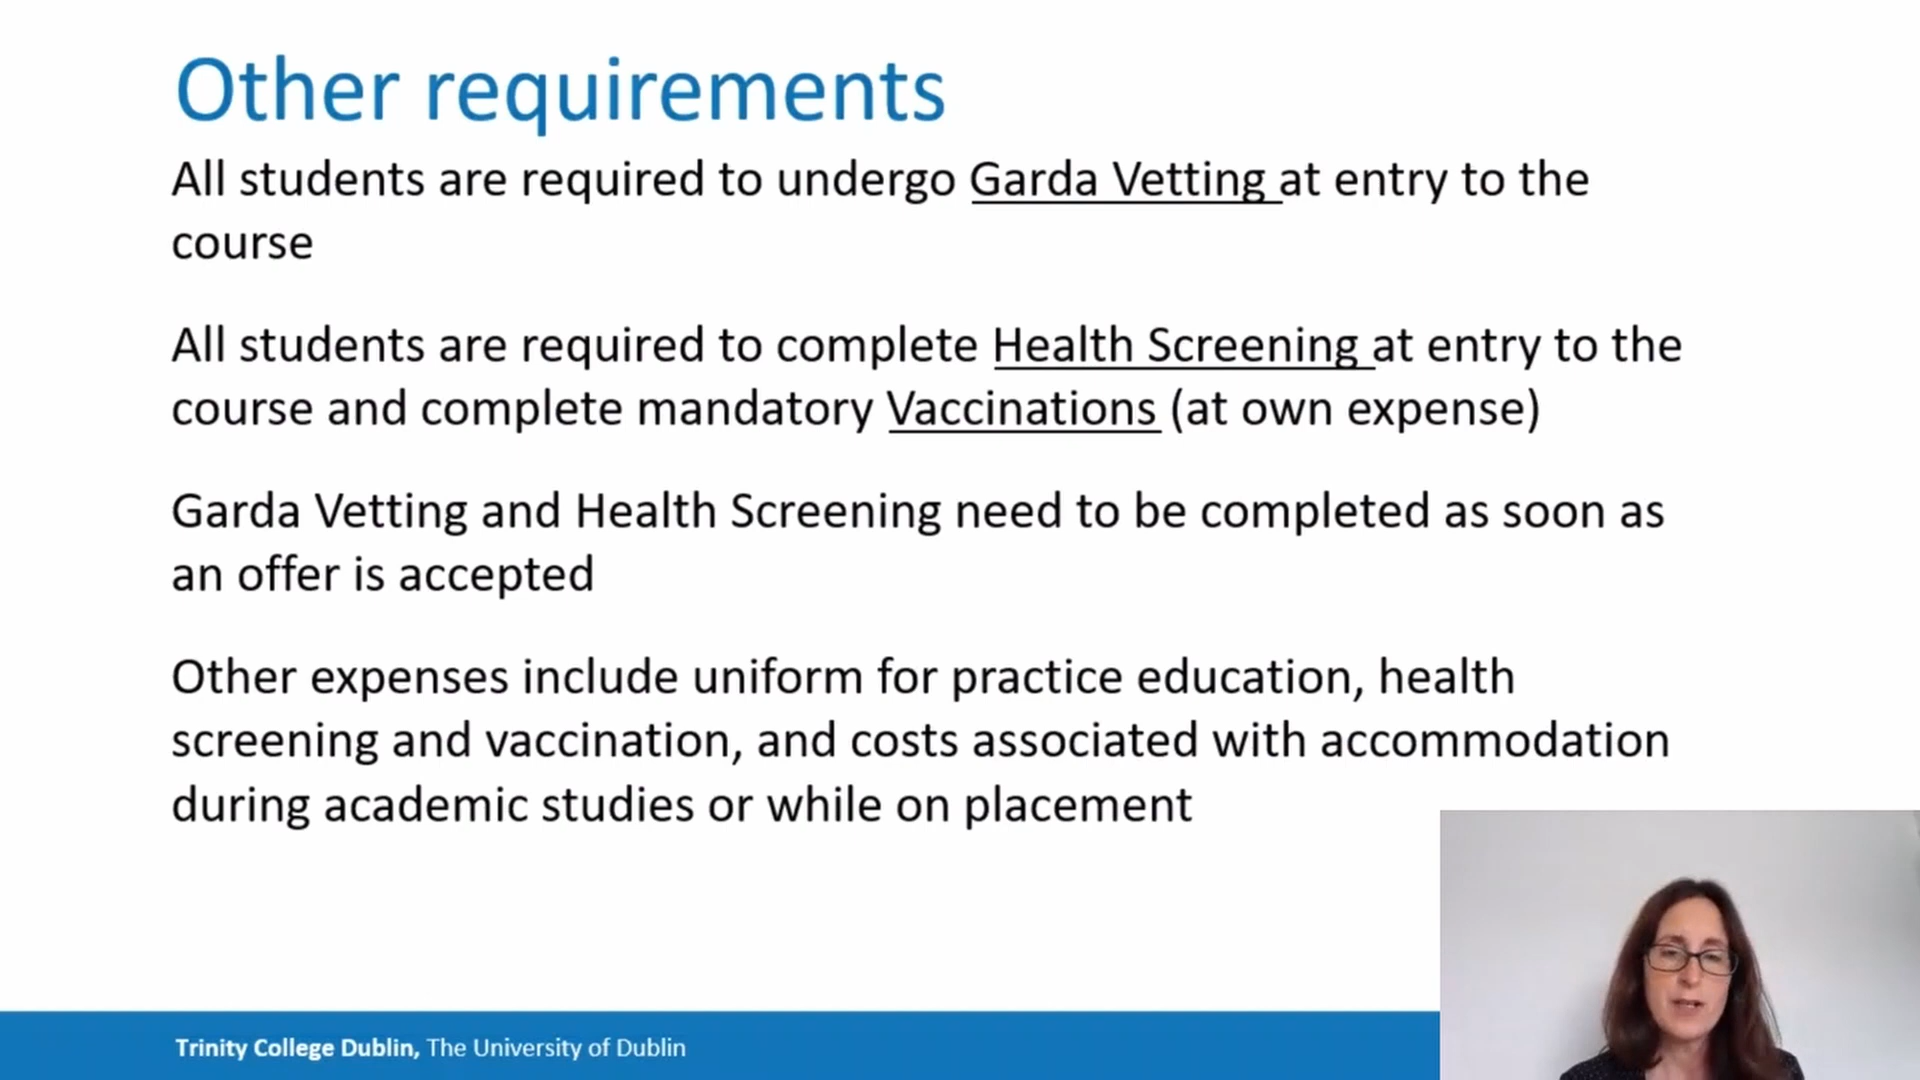 Other requirements
All students are required to undergo Garda Vetting at entry to the
course
All students are required to complete Health Screening at entry to the
course and complete mandatory Vaccinations (at own expense)
Garda Vetting and Health Screening need to be completed as soon as
an offer is accepted
Other expenses include uniform for practice education, health
screening and vaccination, and costs associated with accommodation
during academic studies or while on placement
Trinity College Dublin, The University of Dublin